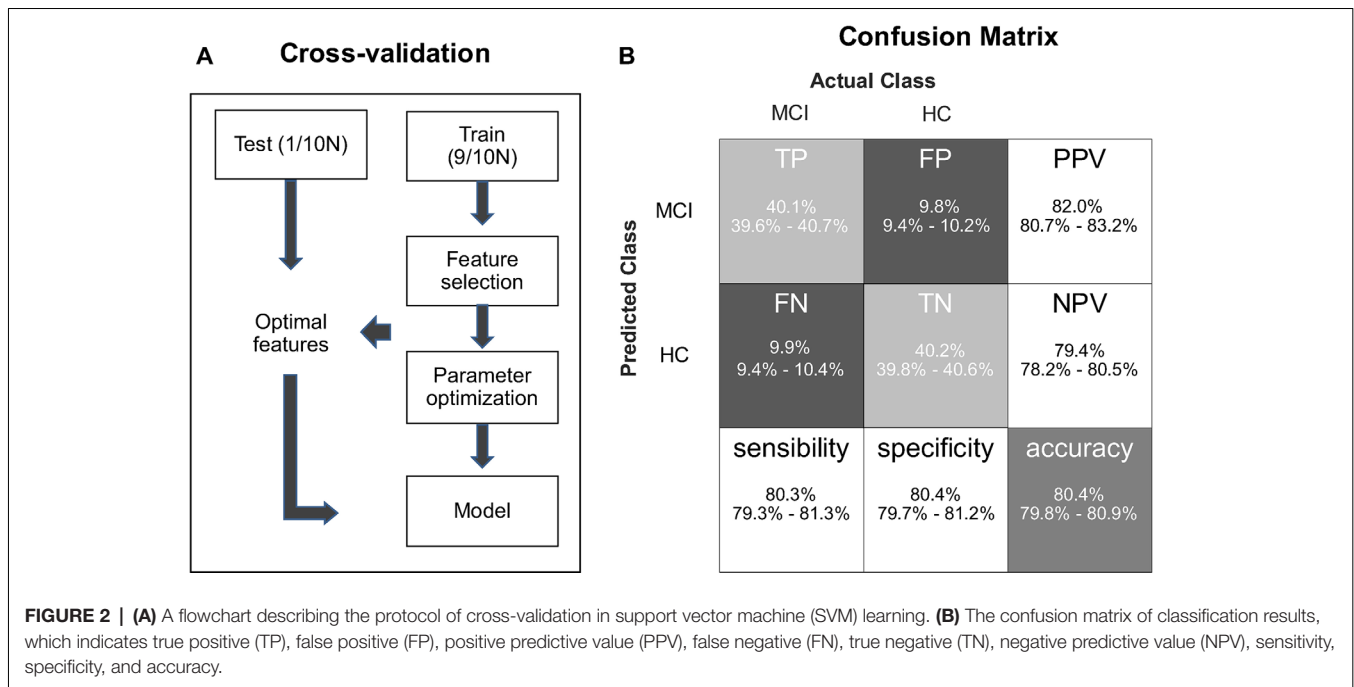 A
Cross-validation
Test (1/10N)
Train
(9/10N)
Feature
selection
Optimal
features
Parameter
optimization
Model
B
Confusion Matrix
Actual Class
MCI
HC
Predicted Class
MCI
TP
40.1%
39.6% - 40.7%
FP
9.8%
9.4% - 10.2%
PPV
82.0%
80.7% - 83.2%
HC
FN
9.9%
9.4% - 10.4%
TN
40.2%
39.8% - 40.6%
NPV
79.4%
78.2% - 80.5%
sensibility
80.3%
79.3% - 81.3%
specificity
80.4%
79.7% - 81.2%
accuracy
80.4%
79.8% - 80.9%
FIGURE 2 | (A) A flowchart describing the protocol of cross-validation in support vector machine (SVM) learning. (B) The confusion matrix of classification results,
which indicates true positive (TP), false positive (FP), positive predictive value (PPV), false negative (FN), true negative (TN), negative predictive value (NPV), sensitivity,
specificity, and accuracy.